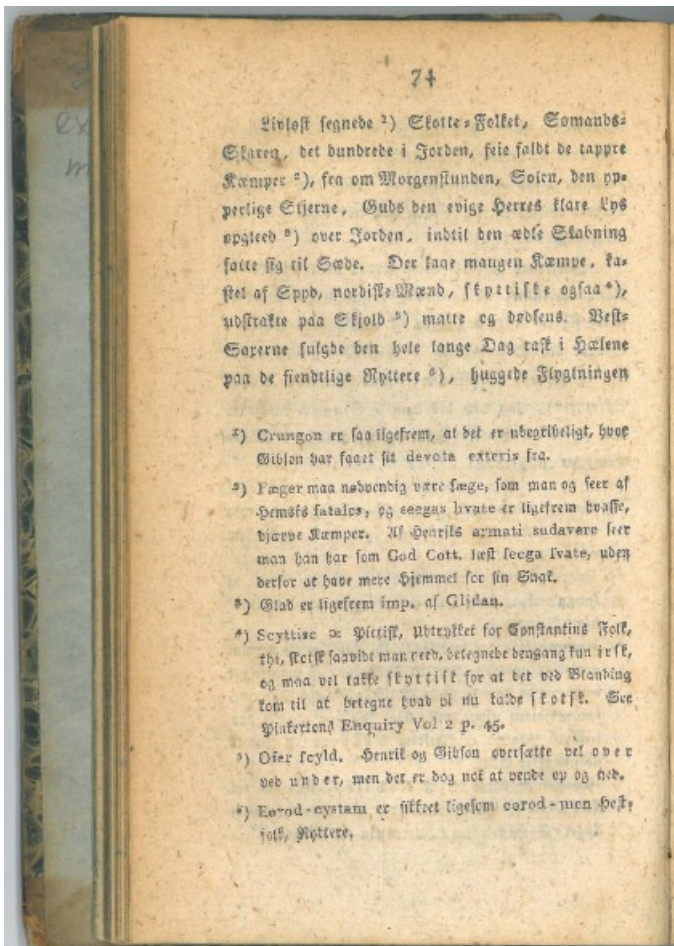 74
Livløst segnede ¹) Skotte-Folket, Sømands-
Skaren, det dundrede i Jorden, feie faldt de tappre
Kæmper ²), fra om Morgenstunden, Solen, den yp-
perlige Stjerne, Guds den evige Herres klare Lys
opgleed ³) over Jorden, indtil den ædle Skabning
satte sig til Sæde. Der laae mangen Kæmpe, ka-
stet af Spyd, nordiske Mænd, skyttiske ogsaa ⁴),
udstrakte paa Skjold ⁵) matte og dødsens. Vest-
Saxerne fulgde den hele lange Dag rask i Hælene
paa de fiendtlige Ryttere ⁶), huggede Flygtningen
¹) Crungon er saa ligefrem, at det er ubegribeligt, hvor
Gibson har faaet sit devota exteris fra.
²) Fæger maa nødvendig være fæge, som man og seer af
fatales, og secgas hvate er ligefrem hvasse,
djærve Kæmper. Af Henriks armati sudavere seer
man han har som God Cott. læst secga svate, uden
derfor at have mere Hjemmel for sin Snak.
³) Glad er ligefrem imp. af Glidan.
⁴) Scyttisc ɔ: Pittisk, Udtrykket for Constantins Folk,
thi, skotsk saavidt man veed, betegnede dengang kun irsk,
og maa vel takke skyttisk for at det ved Blanding
kom til at betegne hvad vi nu kalde skotsk. See
Pinkertons Enquiry Vol 2 p. 45.
⁵) Ofer scyld. Henrik og Gibson oversætte vel over
ved under, men det er dog nok at vende op og ned.
⁶) Eorod-cystam er sikkret ligesom eorod-men Hest-
folk, Ryttere.